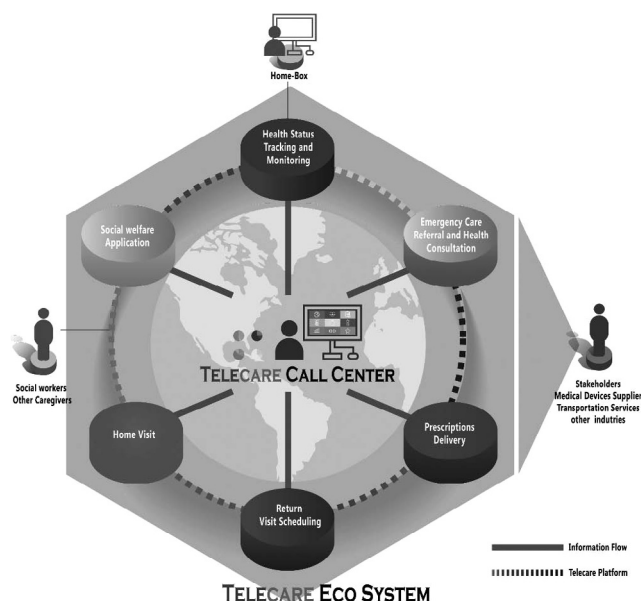 Home-Box
Health Status
Tracking and
Monitoring
Social welfare
Application
Emergency Care
Referral and Health
Consultation
TELECARE CALL CENTER
Social workers
Other Caregivers
Stakeholders
Medical Devices Supplier
Transportation Services
other indutries
Home Visit
Prescriptions
Delivery
Return
Visit Scheduling
Information Flow
Telecare Platform
TELECARE ECO SYSTEM